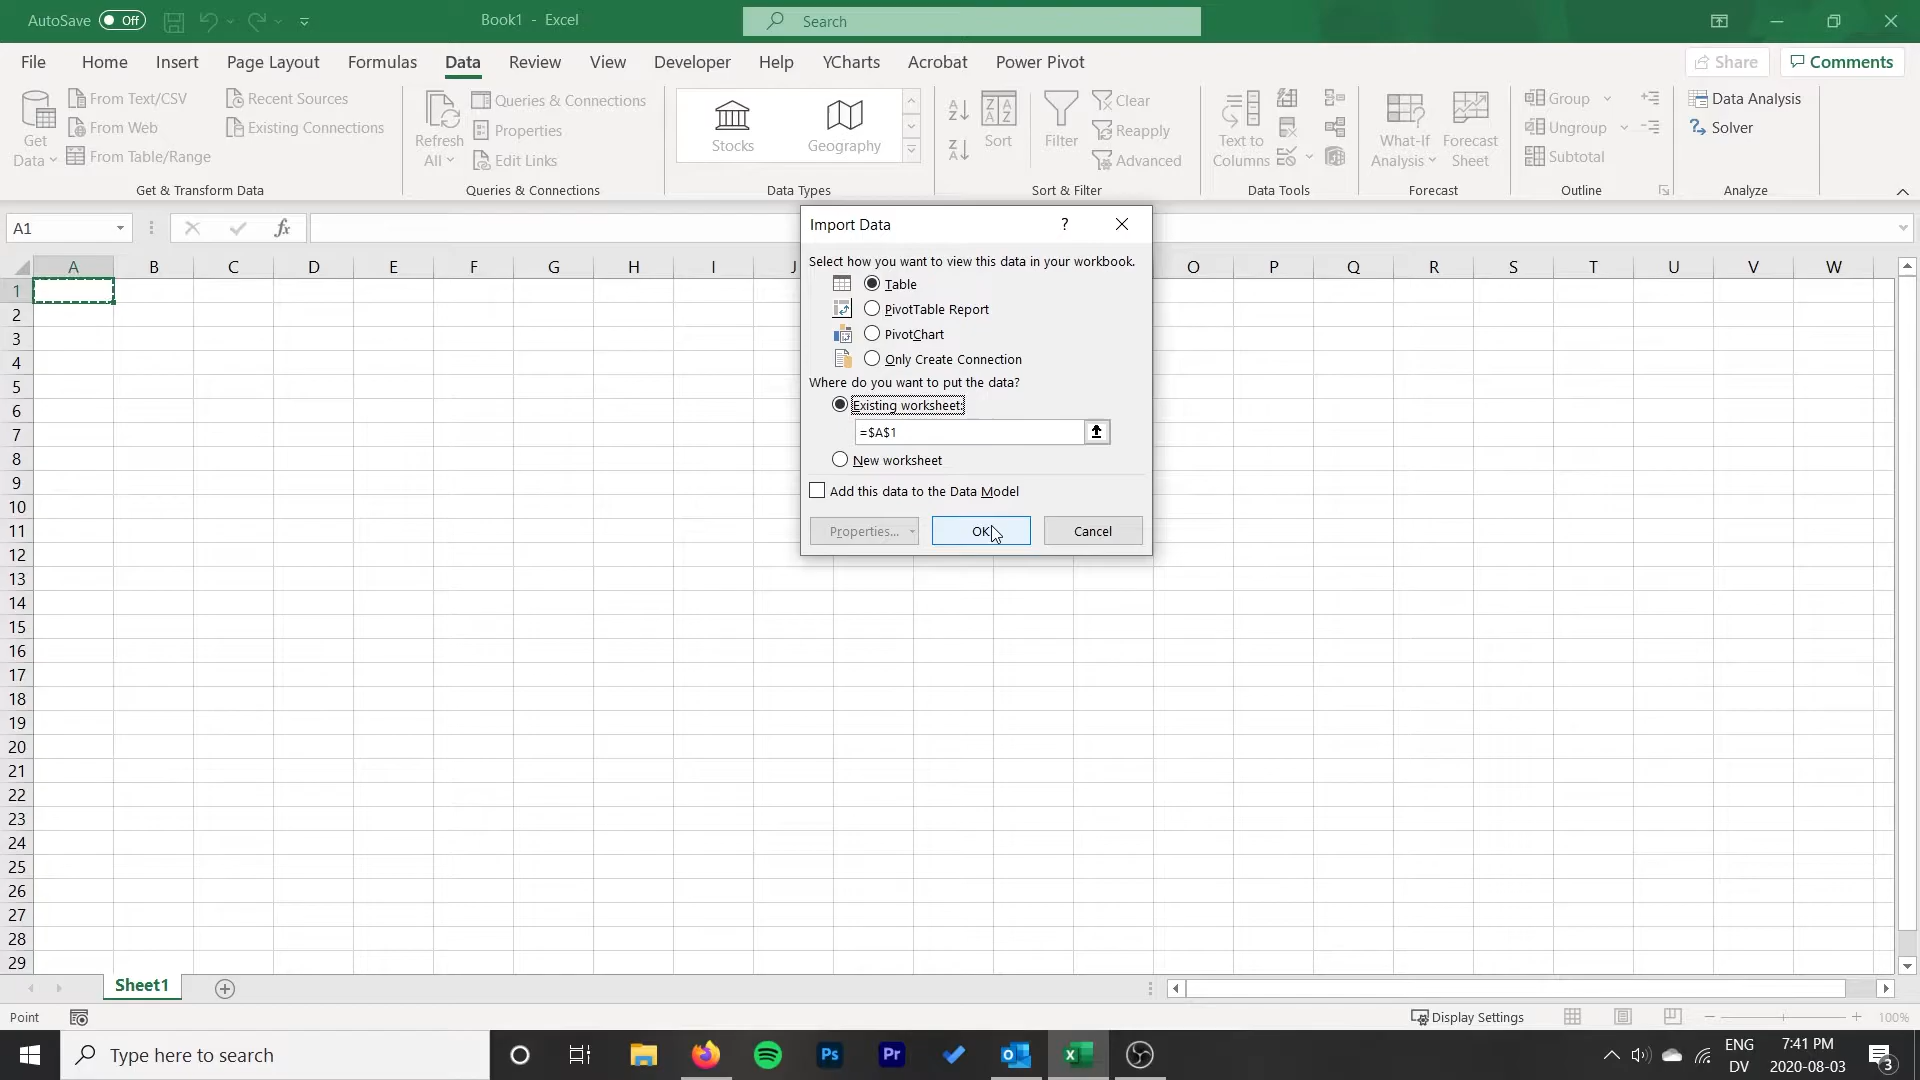 AutoSave Off
Book1 - Excel
Search
File Home Insert Page Layout Formulas Data Review View Developer Help YCharts Acrobat Power Pivot
Share
Comments
Get Data
From Text/CSV
From Web
From Table/Range
Recent Sources
Existing Connections
Get & Transform Data
Refresh All
Queries & Connections
Properties
Edit Links
Queries & Connections
Stocks
Geography
Data Types
Sort
Filter
Clear
Reapply
Advanced
Sort & Filter
Text to Columns
Data Tools
What-If Analysis
Forecast Sheet
Forecast
Group
Ungroup
Subtotal
Outline
Data Analysis
Solver
Analyze
A1
fx
A B C D E F G H I J O P Q R S T U V W
1
2
3
4
5
6
7
8
9
10
11
12
13
14
15
16
17
18
19
20
21
22
23
24
25
26
27
28
29
Import Data ?
Select how you want to view this data in your workbook.
Table
PivotTable Report
PivotChart
Only Create Connection
Where do you want to put the data?
Existing worksheet:
=$A$1
New worksheet
Add this data to the Data Model
Properties...
OK
Cancel
Sheet1
Point
Display Settings
100%
Type here to search
Ps
Pr
ENG
DV
7:41 PM
2020-08-03
3